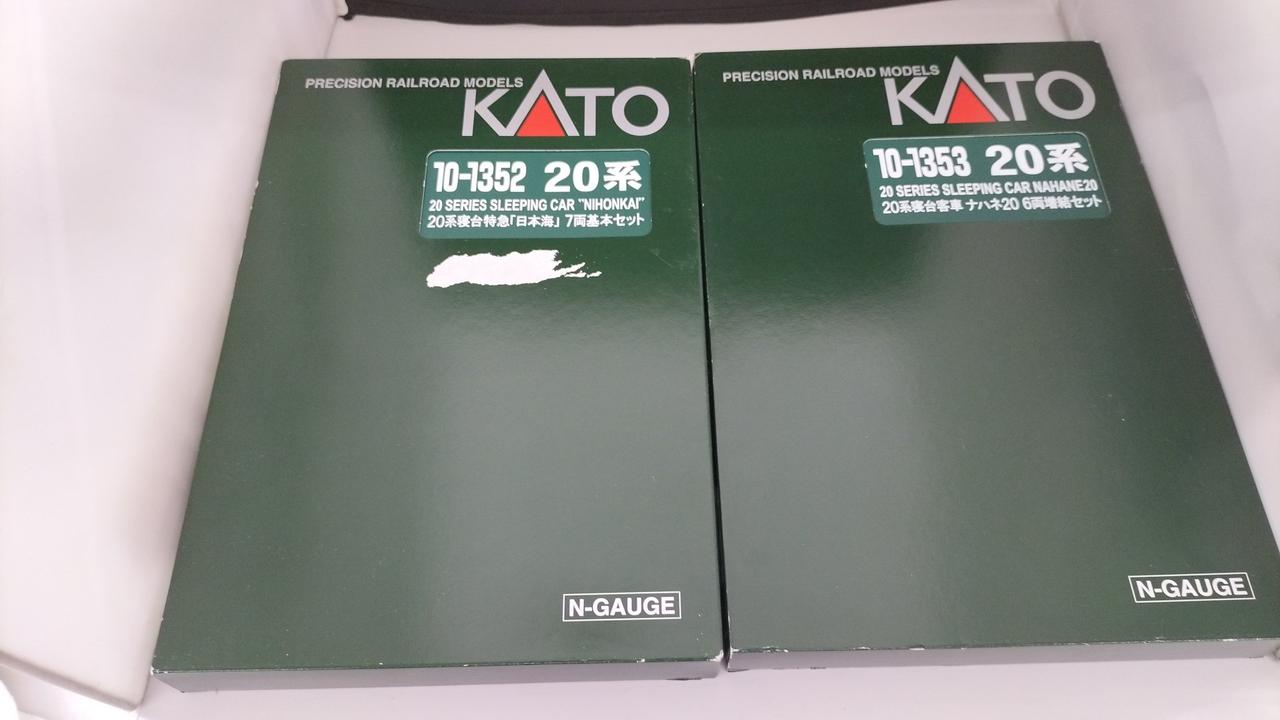 PRECISION RAILROAD MODELS
KATO
10-1352 20系
20 SERIES SLEEPING CAR "NIHONKAI"
20系寝台特急「日本海」7両基本セット
N-GAUGE
PRECISION RAILROAD MODELS
KATO
10-1353 20系
20 SERIES SLEEPING CAR NAHANE20
20系寝台客車 ナハネ20 6両増結セット
N-GAUGE